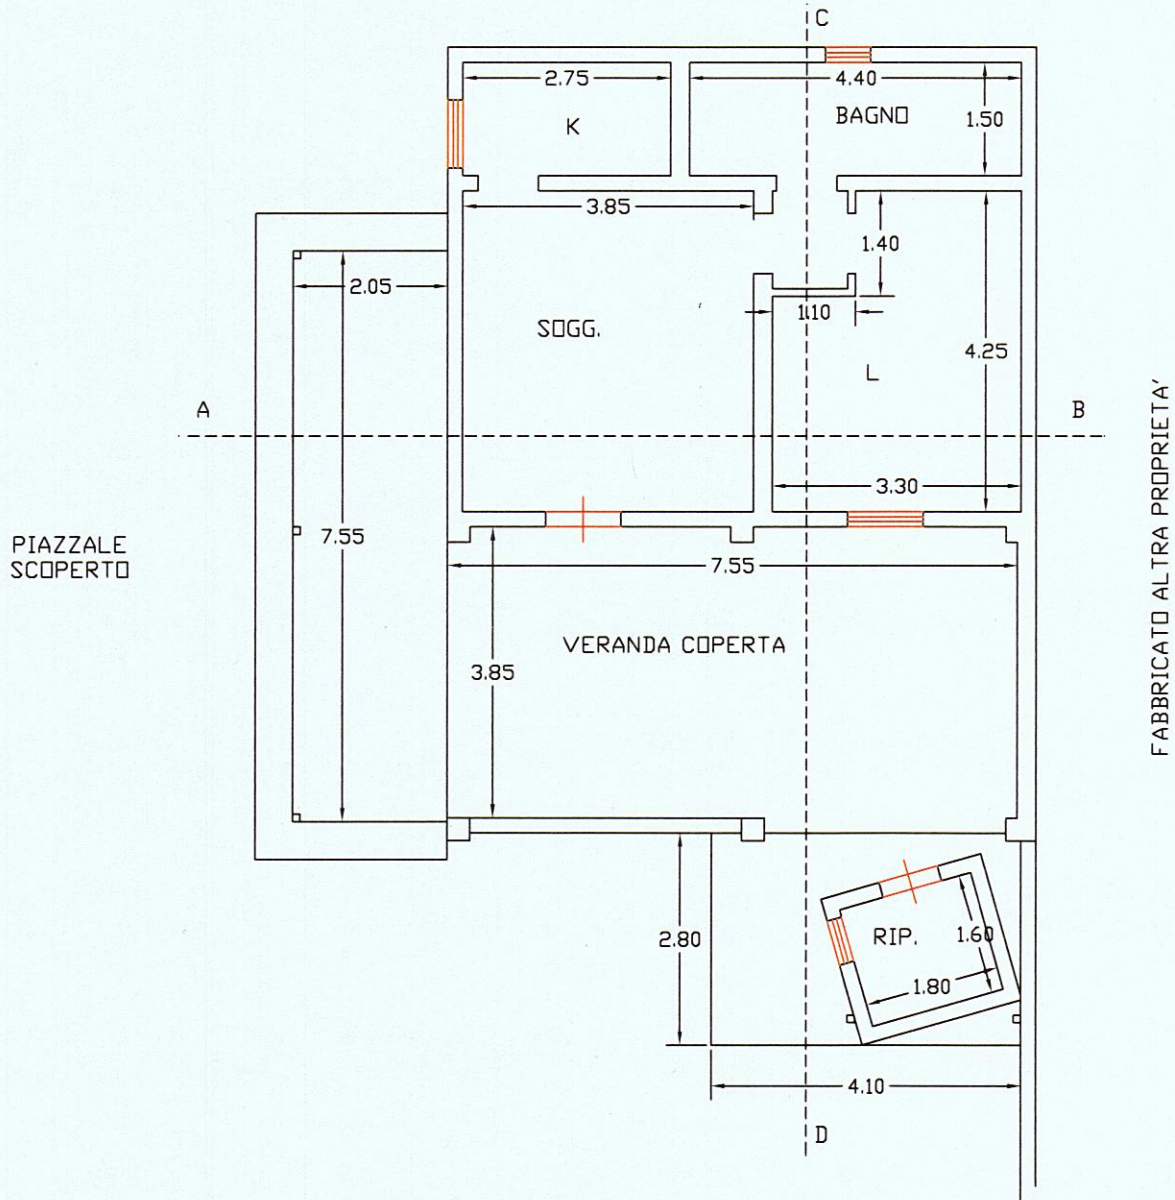 C
2.75
4.40
K
BAGNO
1.50
3.85
1.40
2.05
1.10
SOGG.
4.25
L
A
B
3.30
7.55
PIAZZALE
SCOPERTO
7.55
VERANDA COPERTA
3.85
FABBRICATO ALTRA PROPRIETA'
2.80
RIP.
1.60
1.80
4.10
D